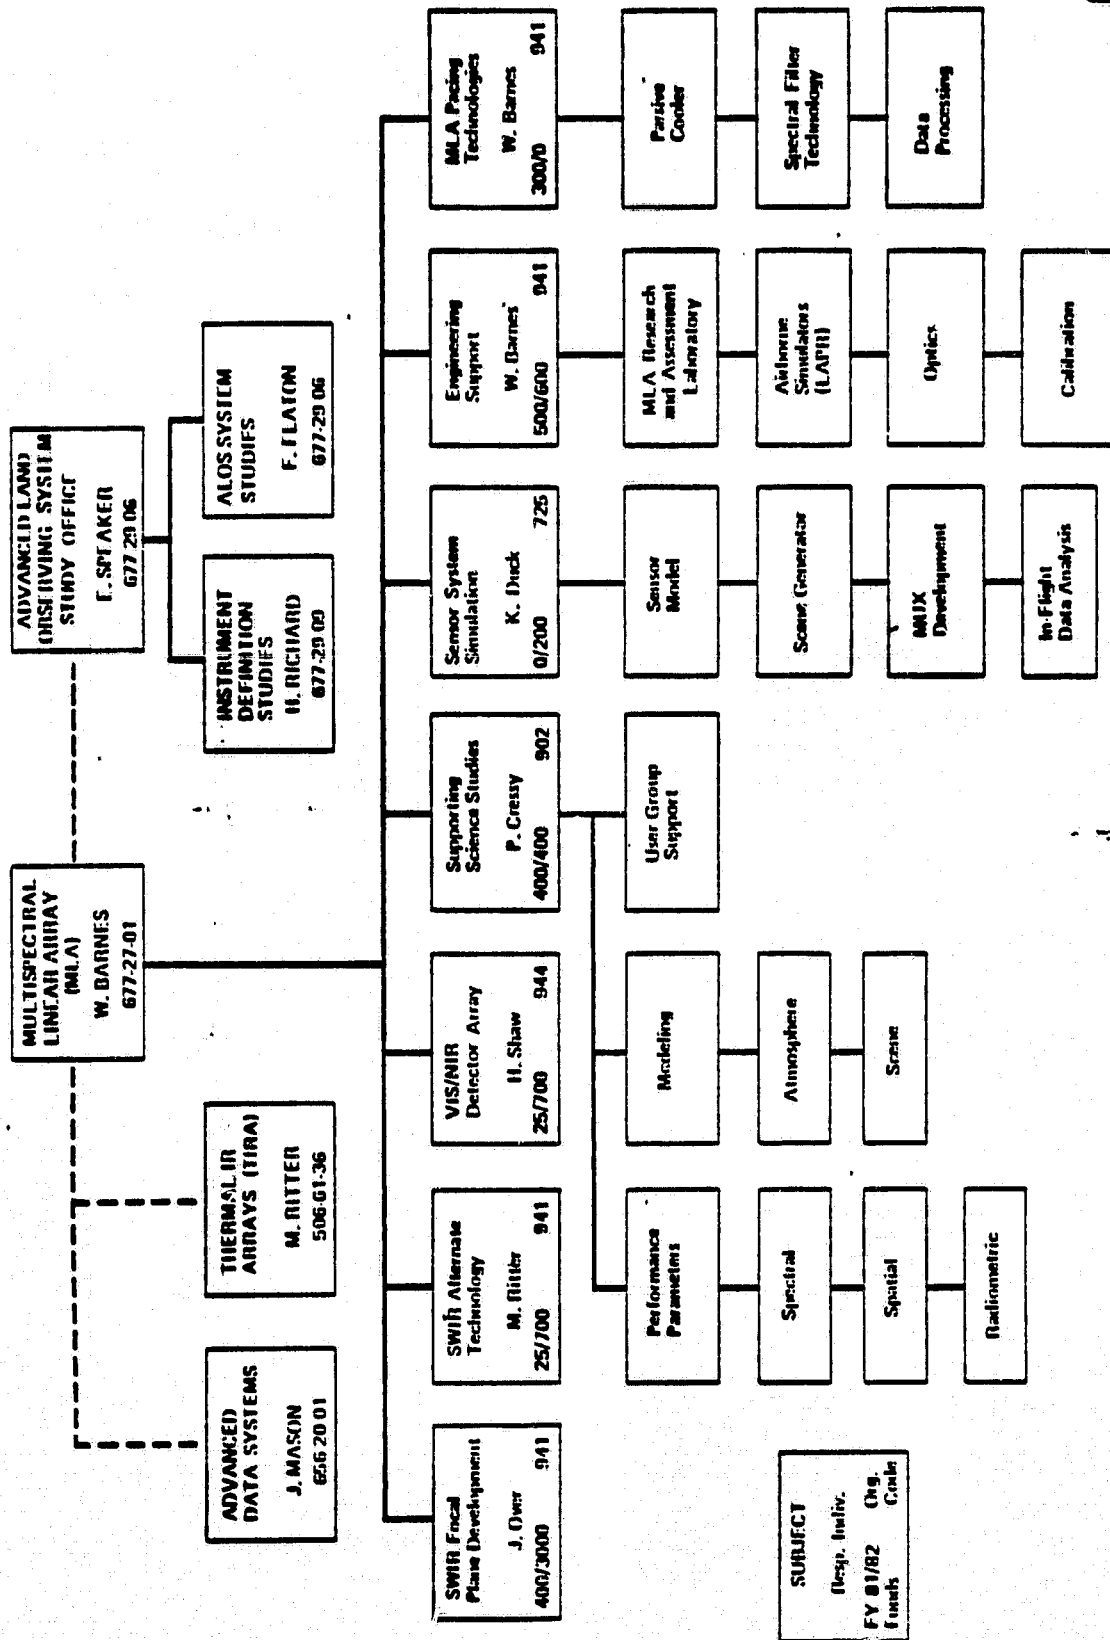 MULTISPECTRAL
LINEAR ARRAY
(MLA)
W. BARNES
677-27-01
ADVANCED LAND
OBSERVING SYSTEM
STUDY OFFICE
E. SPEAKER
677 29 06
ADVANCED
DATA SYSTEMS
J. MASON
656 20 01
THERMAL IR
ARRAYS (TIRA)
M. RITTER
506-61-36
INSTRUMENT
DEFINITION
STUDIES
H. RICHARD
677-29 09
ALOS SYSTEM
STUDIES
F. FLATON
677-29 06
SWIR Focal
Plane Development
J. Over
400/3000 941
SWIR Alternate
Technology
M. Ritter
25/700 941
VIS/NIR
Detector Array
H. Shaw
25/700 944
Supporting
Science Studies
P. Cressy
400/400 902
Sensor System
Simulation
K. Duck
0/200 725
Engineering
Support
W. Barnes
500/600 941
MLA Pacing
Technologies
W. Barnes
300/0 941
Performance
Parameters
Modeling
User Group
Support
Sensor
Model
MLA Research
and Assessment
Laboratory
Passive
Cooler
Spectral
Atmosphere
Scene Generator
Airborne
Simulators
(LAPR)
Spectral Filter
Technology
Spatial
Scene
MUX
Development
Optics
Data
Processing
Radiometric
In-Flight
Data Analysis
Calibration
SUBJECT
Resp. Indiv.
FY 81/82 Org.
Funds Code